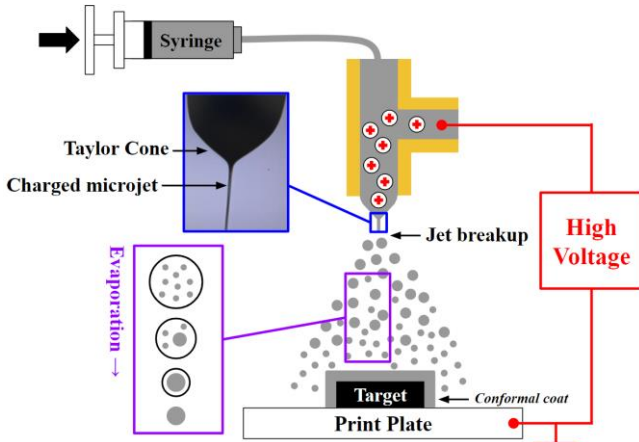 Syringe
Taylor Cone
Charged microjet
Jet breakup
High
Voltage
Evaporation →
Target
Conformal coat
Print Plate